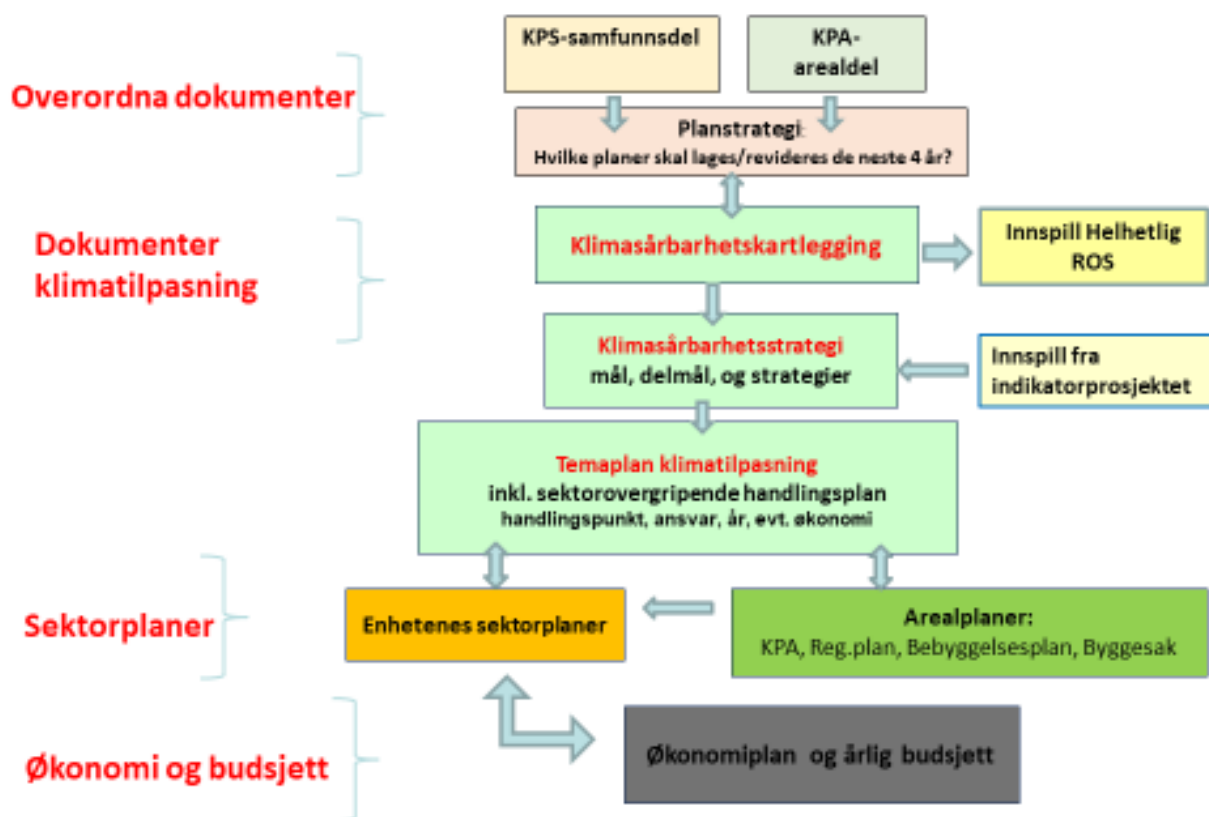 KPS-samfunnsdel
KPA-
arealdel
Overordna dokumenter
Planstrategi:
Hvilke planer skal lages/revideres de neste 4 år?
Dokumenter
klimatilpasning
Klimasårbarhetskartlegging
Innspill Helhetlig
ROS
Klimasårbarhetsstrategi
mål, delmål, og strategier
Innspill fra
indikatorprosjektet
Temaplan klimatilpasning
inkl. sektorovergripende handlingsplan
handlingspunkt, ansvar, år, evt. økonomi
Sektorplaner
Enhetenes sektorplaner
Arealplaner:
KPA, Reg.plan, Bebyggelsesplan, Byggesak
Økonomi og budsjett
Økonomiplan og årlig budsjett